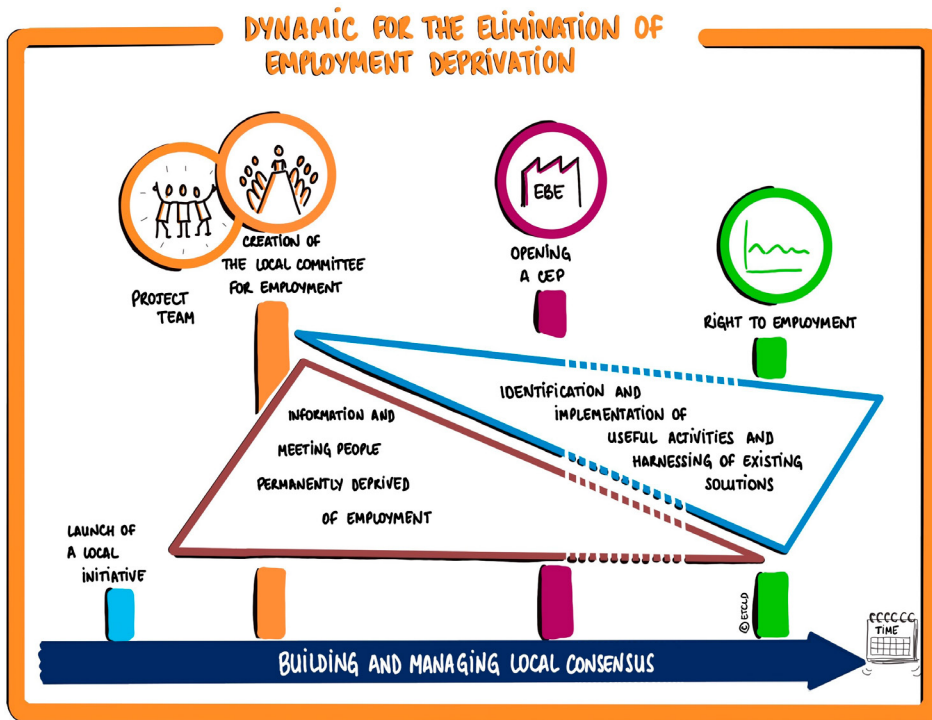 DYNAMIC FOR THE ELIMINATION OF
EMPLOYMENT DEPRIVATION
PROJECT
TEAM
CREATION OF
THE LOCAL COMMITTEE
FOR EMPLOYMENT
EBE
OPENING
A CEP
RIGHT TO EMPLOYMENT
INFORMATION AND
MEETING PEOPLE
PERMANENTLY DEPRIVED
OF EMPLOYMENT
IDENTIFICATION AND
IMPLEMENTATION OF
USEFUL ACTIVITIES AND
HARNESSING OF EXISTING
SOLUTIONS
LAUNCH OF
A LOCAL
INITIATIVE
© ETCLD
TIME
BUILDING AND MANAGING LOCAL CONSENSUS